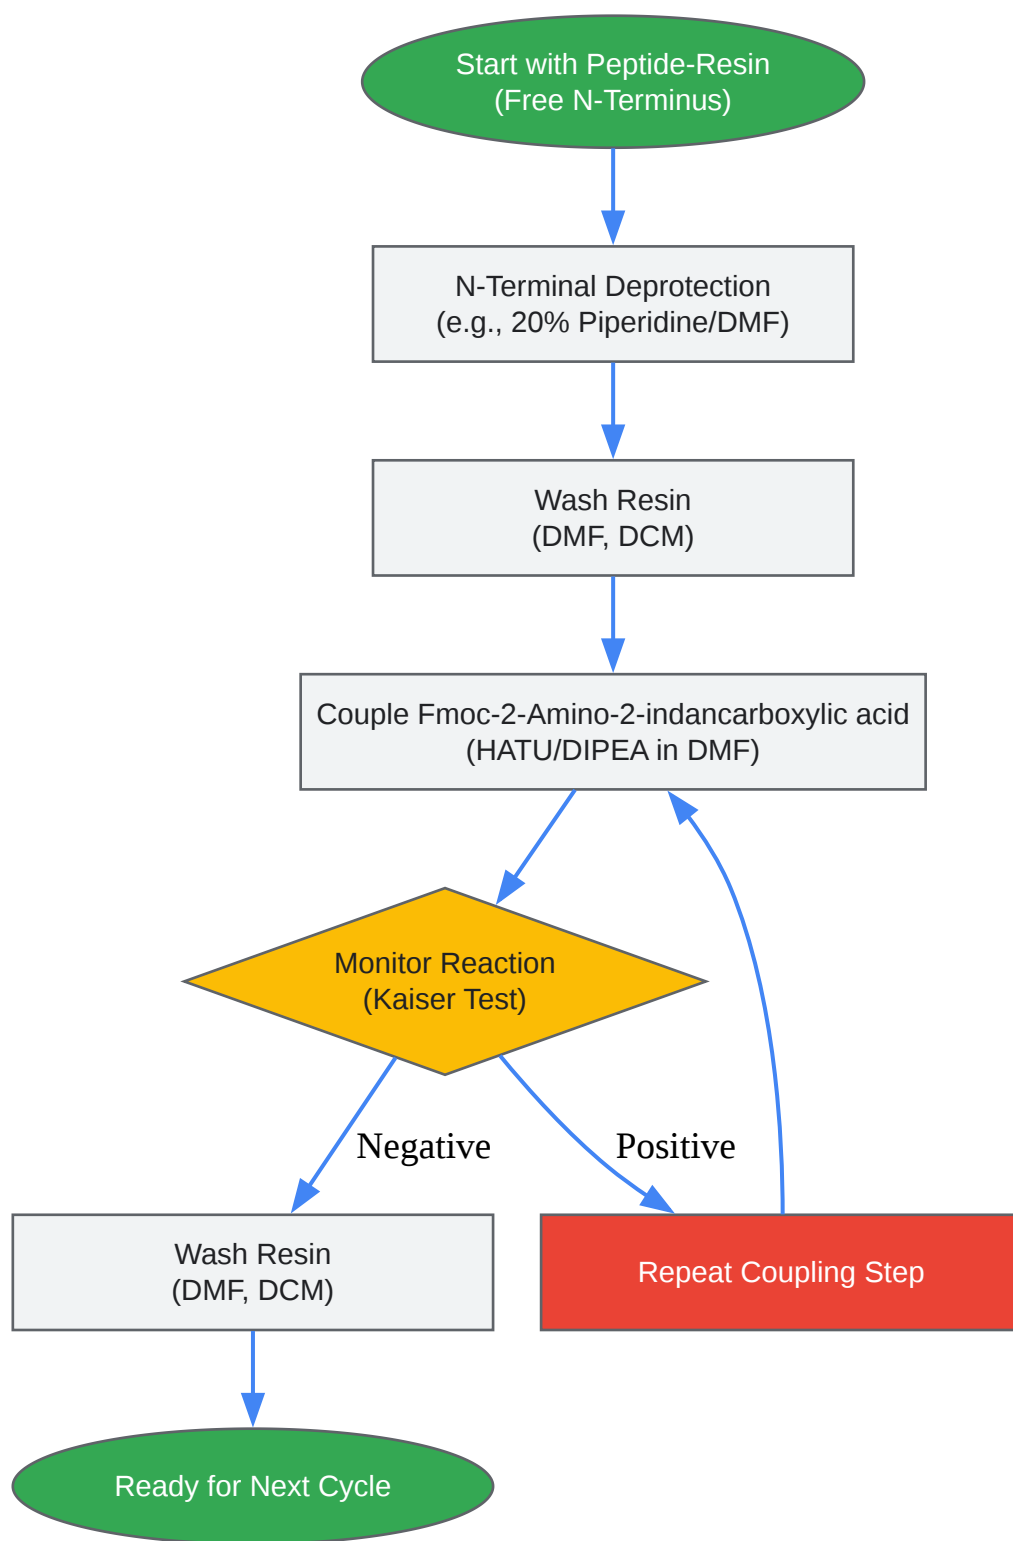 Start with Peptide-Resin
(Free N-Terminus)
N-Terminal Deprotection
(e.g., 20% Piperidine/DMF)
Wash Resin
(DMF, DCM)
Couple Fmoc-2-Amino-2-indancarboxylic acid
(HATU/DIPEA in DMF)
Monitor Reaction
(Kaiser Test)
Negative
Positive
Wash Resin
(DMF, DCM)
Repeat Coupling Step
Ready for Next Cycle